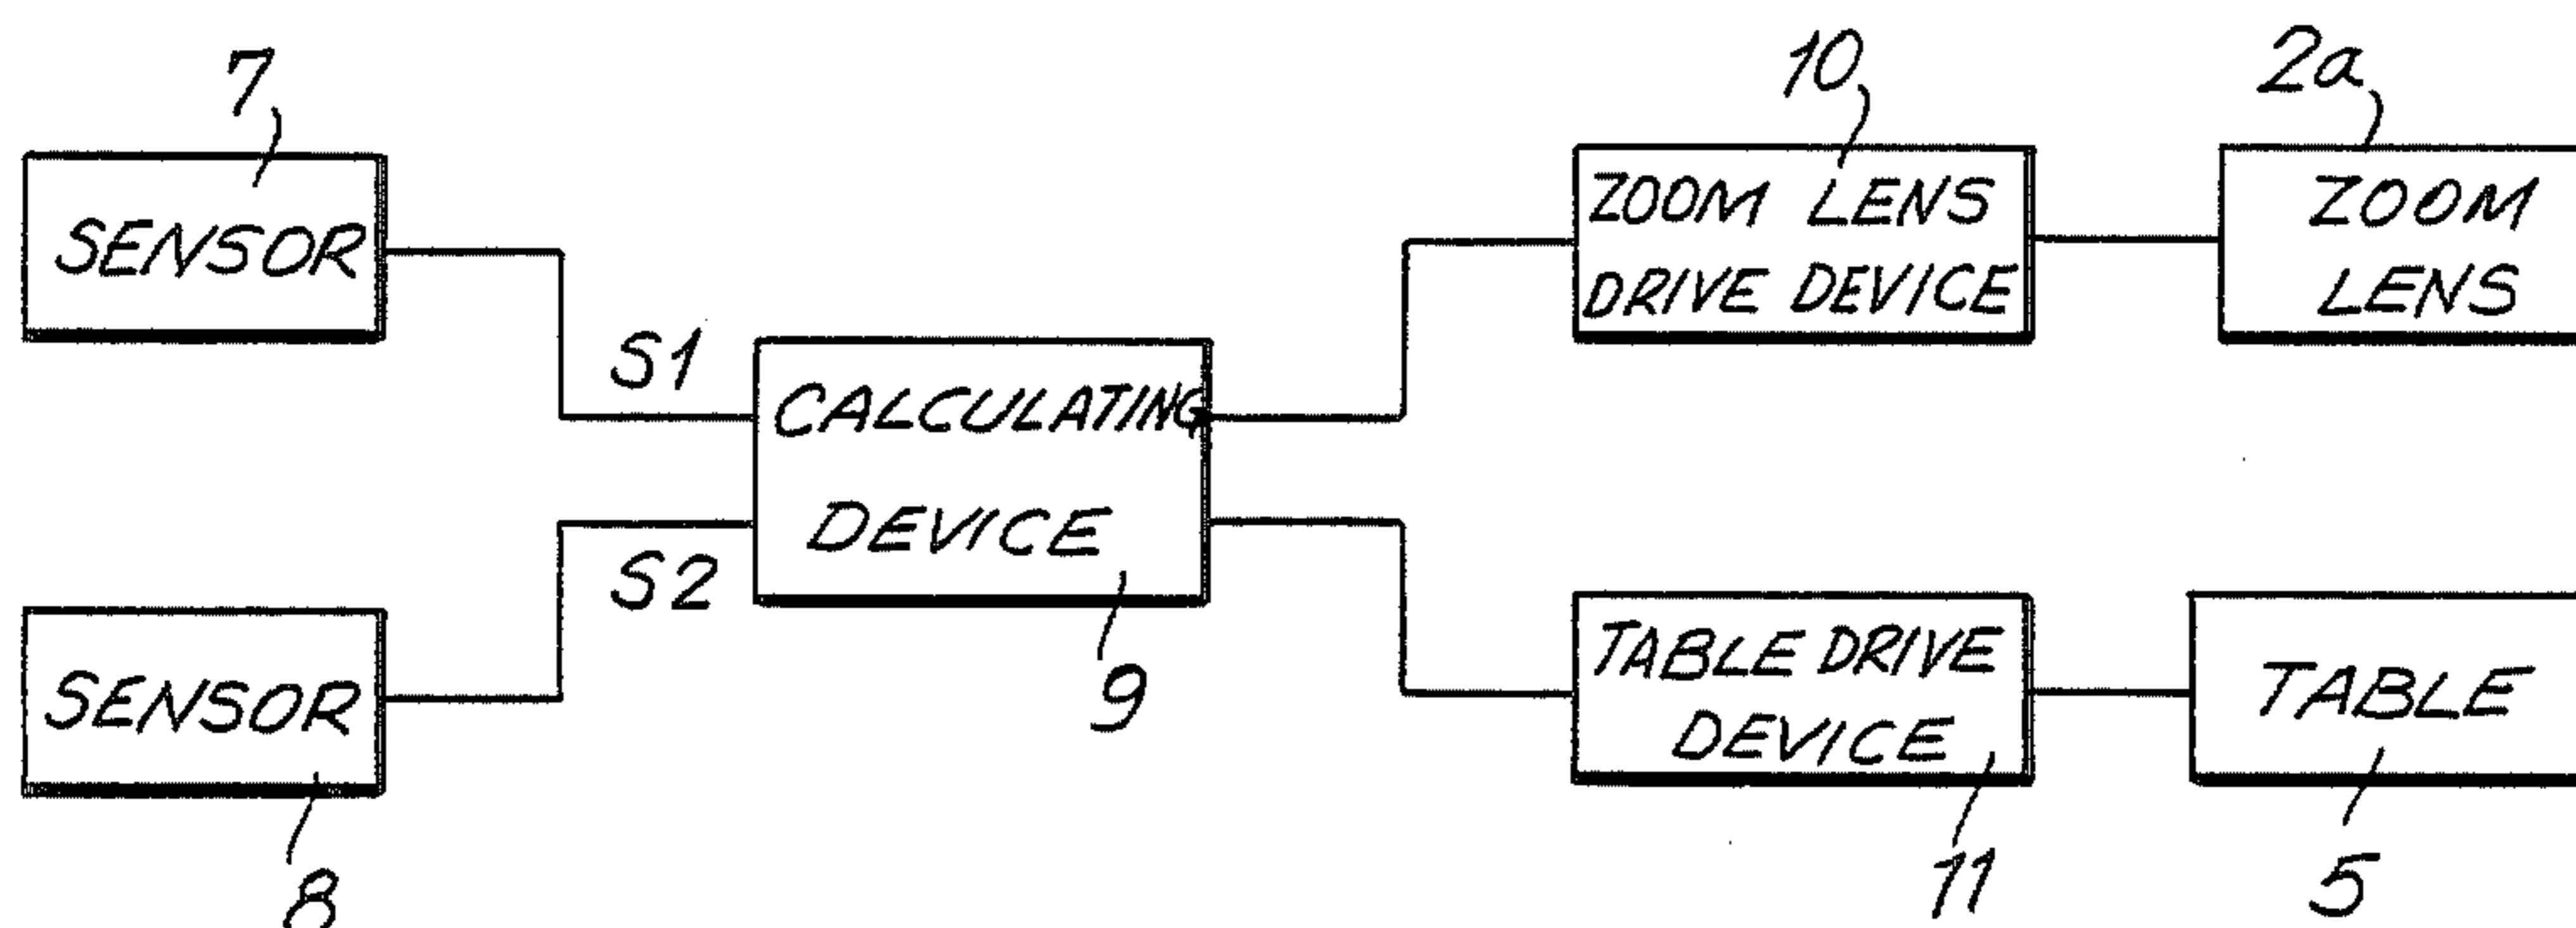 7
10
2a
SENSOR
ZOOM LENS
DRIVE DEVICE
ZOOM
LENS
S1
CALCULATING
DEVICE
S2
9
SENSOR
8
TABLE DRIVE
DEVICE
11
TABLE
5